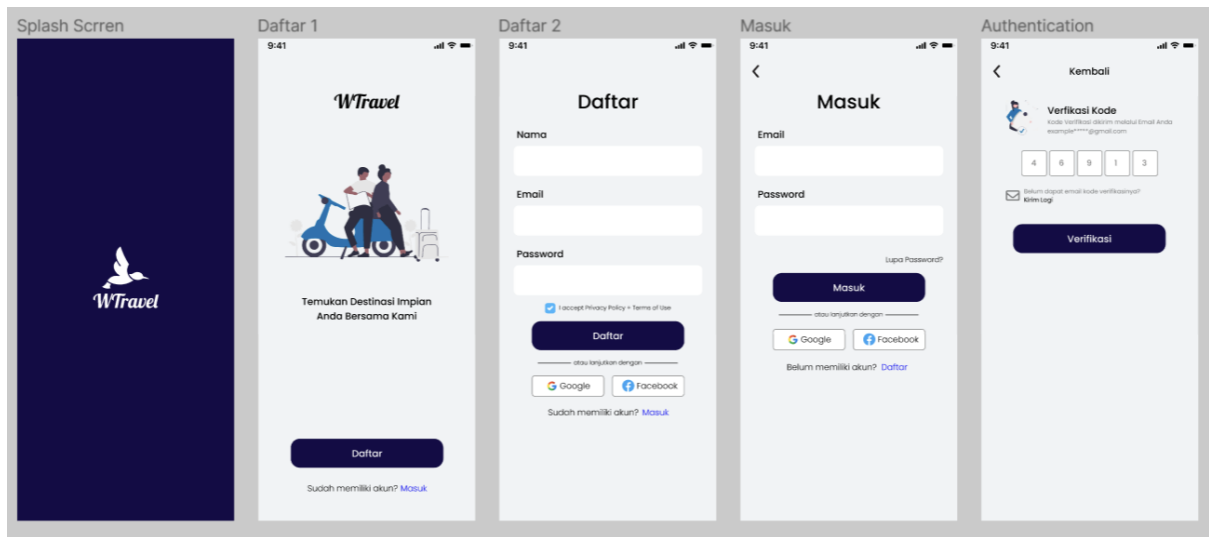 Splash Scrren
WTravel
Daftar 1
9:41
WTravel
Temukan Destinasi Impian
Anda Bersama Kami
Daftar
Sudah memiliki akun? Masuk
Daftar 2
9:41
Daftar
Nama
Email
Password
I accept Privacy Policy + Terms of Use
Daftar
atau lanjutkan dengan
Google
Facebook
Sudah memiliki akun? Masuk
Masuk
9:41
Masuk
Email
Password
Lupa Password?
Masuk
atau lanjutkan dengan
Google
Facebook
Belum memiliki akun? Daftar
Authentication
9:41
Kembali
Verfikasi Kode
Kode Verifikasi dikirim melalui Email Anda
example*****@gmail.com
4 6 9 1 3
Belum dapat email kode verifikasinya?
Kirim Lagi
Verifikasi